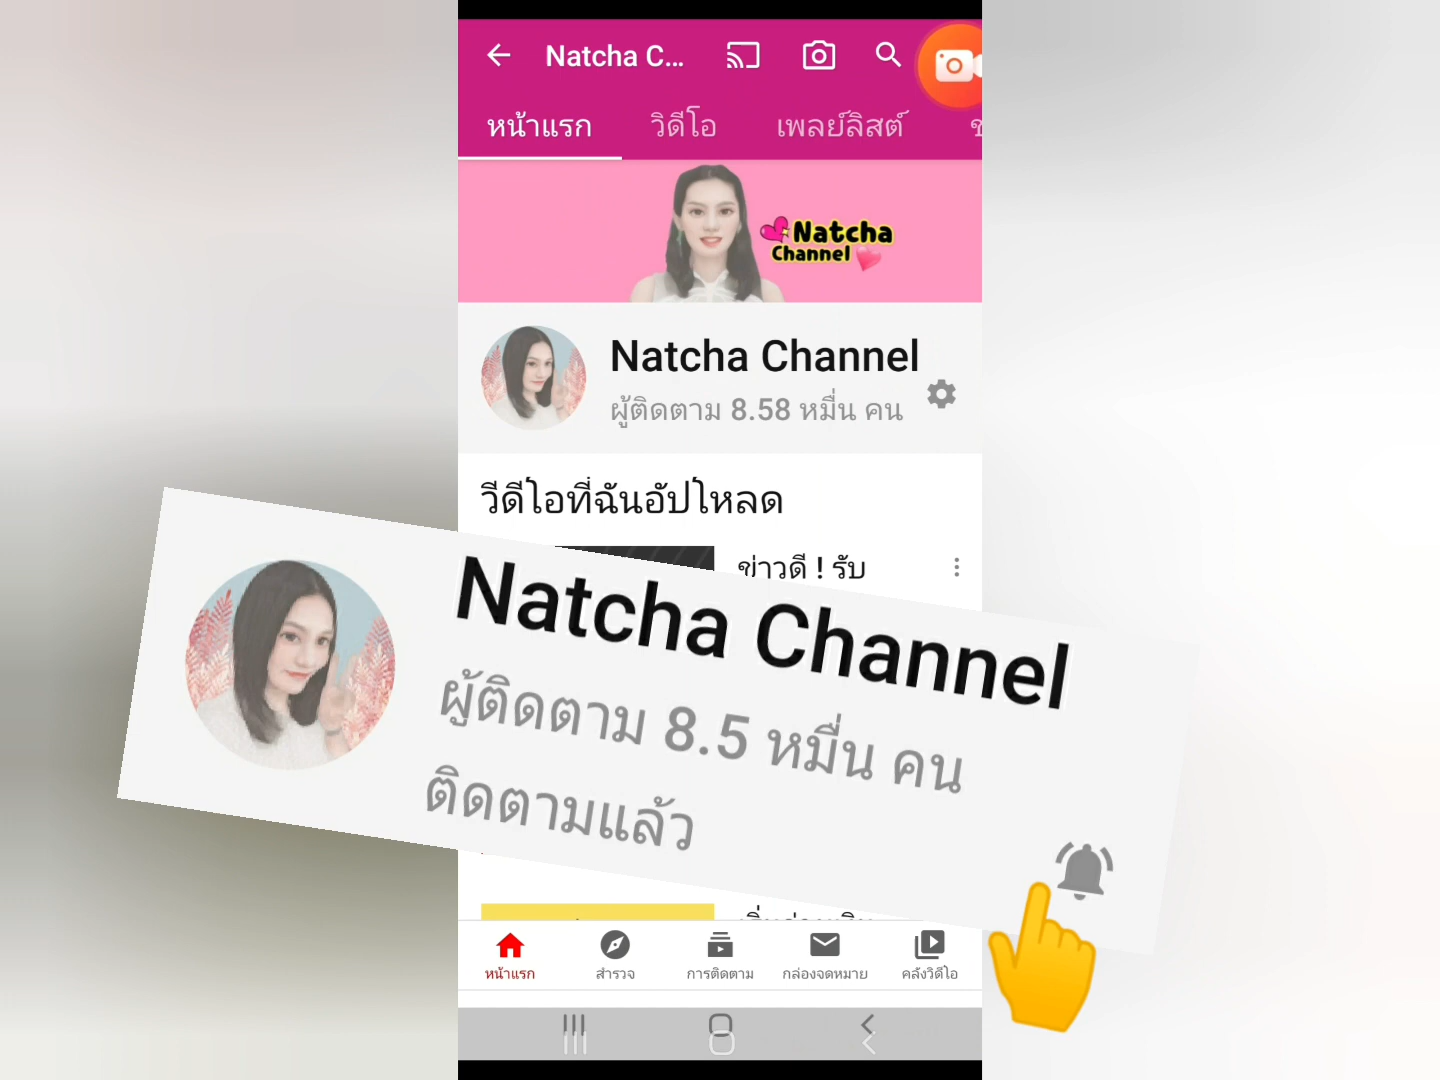 Natcha C...
หน้าแรก วิดีโอ เพลย์ลิสต์
Natcha
Channel
Natcha Channel
ผู้ติดตาม 8.58 หมื่น คน
วีดีโอที่ฉันอัปโหลด
ข่าวดี ! รับ
Natcha Channel
ผู้ติดตาม 8.5 หมื่น คน
ติดตามแล้ว
หน้าแรก สำรวจ การติดตาม กล่องจดหมาย คลังวิดีโอ